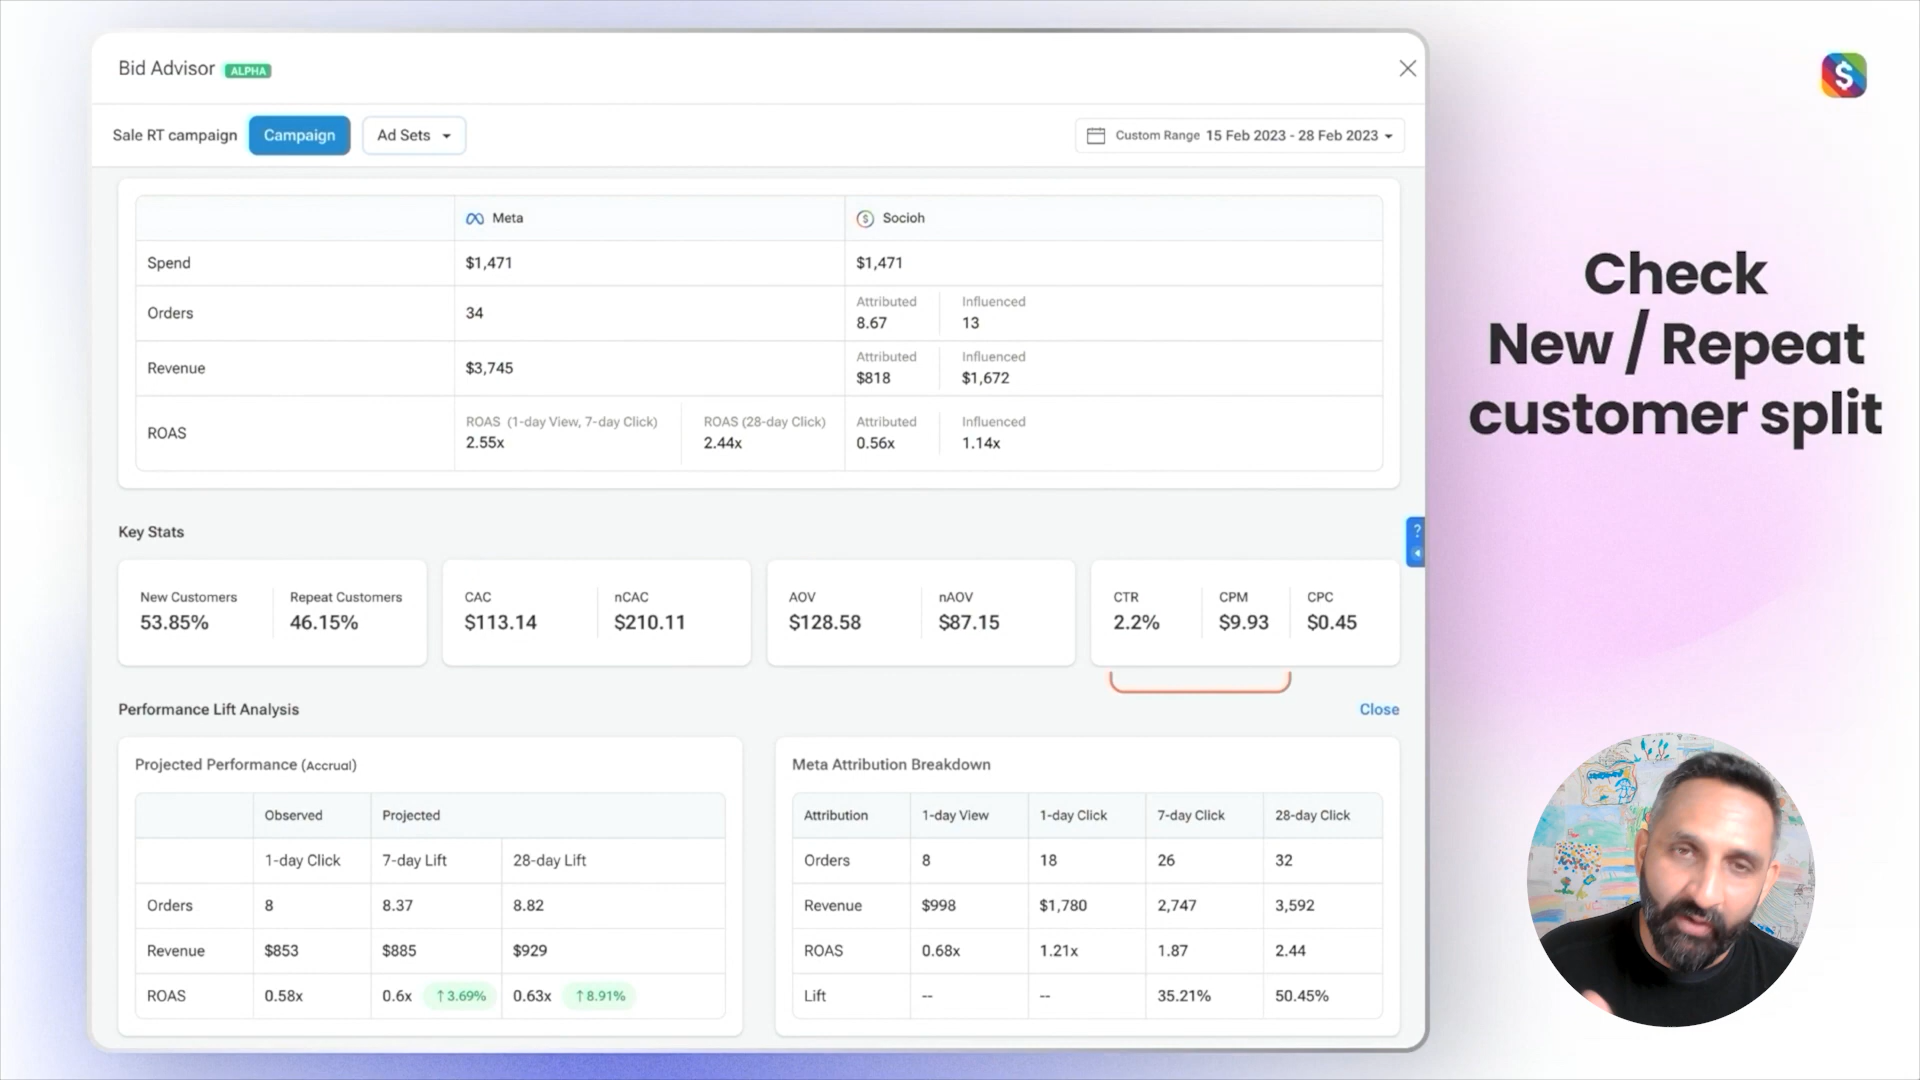 Bid Advisor ALPHA
Sale RT campaign Campaign Ad Sets Custom Range 15 Feb 2023 - 28 Feb 2023
Meta $ Socioh
Spend $1,471 $1,471
Orders 34 Attributed 8.67 Influenced 13
Revenue $3,745 Attributed $818 Influenced $1,672
ROAS ROAS (1-day View, 7-day Click) 2.55x ROAS (28-day Click) 2.44x Attributed 0.56x Influenced 1.14x
Key Stats
New Customers Repeat Customers CAC nCAC AOV nAOV CTR CPM CPC
53.85% 46.15% $113.14 $210.11 $128.58 $87.15 2.2% $9.93 $0.45
?
Performance Lift Analysis Close
Projected Performance (Accrual)
Observed Projected
1-day Click 7-day Lift 28-day Lift
Orders 8 8.37 8.82
Revenue $853 $885 $929
ROAS 0.58x 0.6x ↑3.69% 0.63x ↑8.91%
Meta Attribution Breakdown
Attribution 1-day View 1-day Click 7-day Click 28-day Click
Orders 8 18 26 32
Revenue $998 $1,780 2,747 3,592
ROAS 0.68x 1.21x 1.87 2.44
Lift -- -- 35.21% 50.45%
$
Check
New / Repeat
customer split